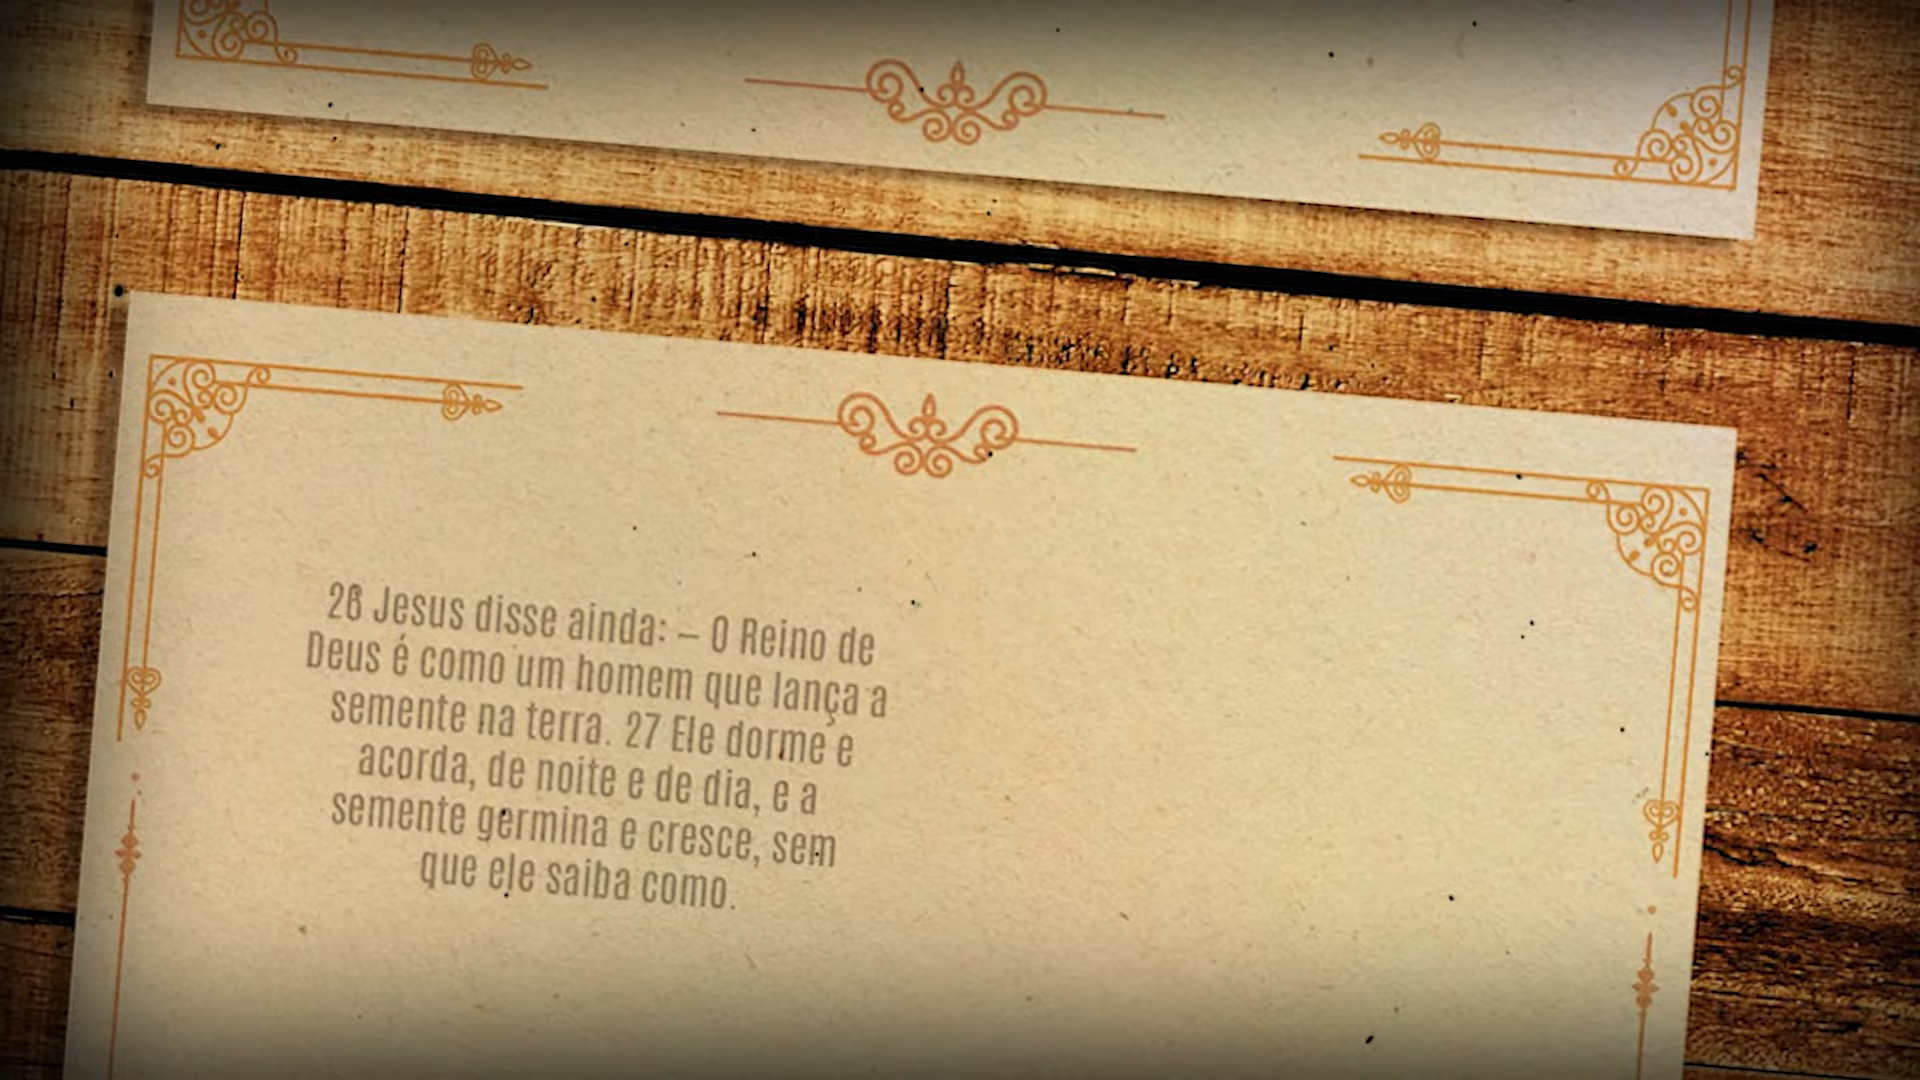 26 Jesus disse ainda: – O Reino de
Deus é como um homem que lança a
semente na terra. 27 Ele dorme e
acorda, de noite e de dia, e a
semente germina e cresce, sem
que ele saiba como.